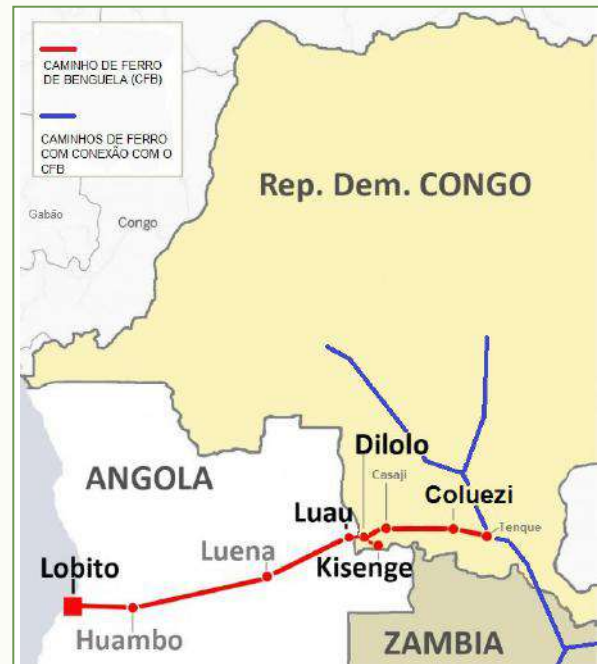 CAMINHO DE FERRO
DE BENGUELA (CFB)
CAMINHOS DE FERRO
COM CONEXÃO COM O
CFB
Rep. Dem. CONGO
Gabão
Congo
Dilolo
ANGOLA
Casaji
Coluezi
Luau
Tenque
Luena
Kisenge
Lobito
Huambo
ZAMBIA